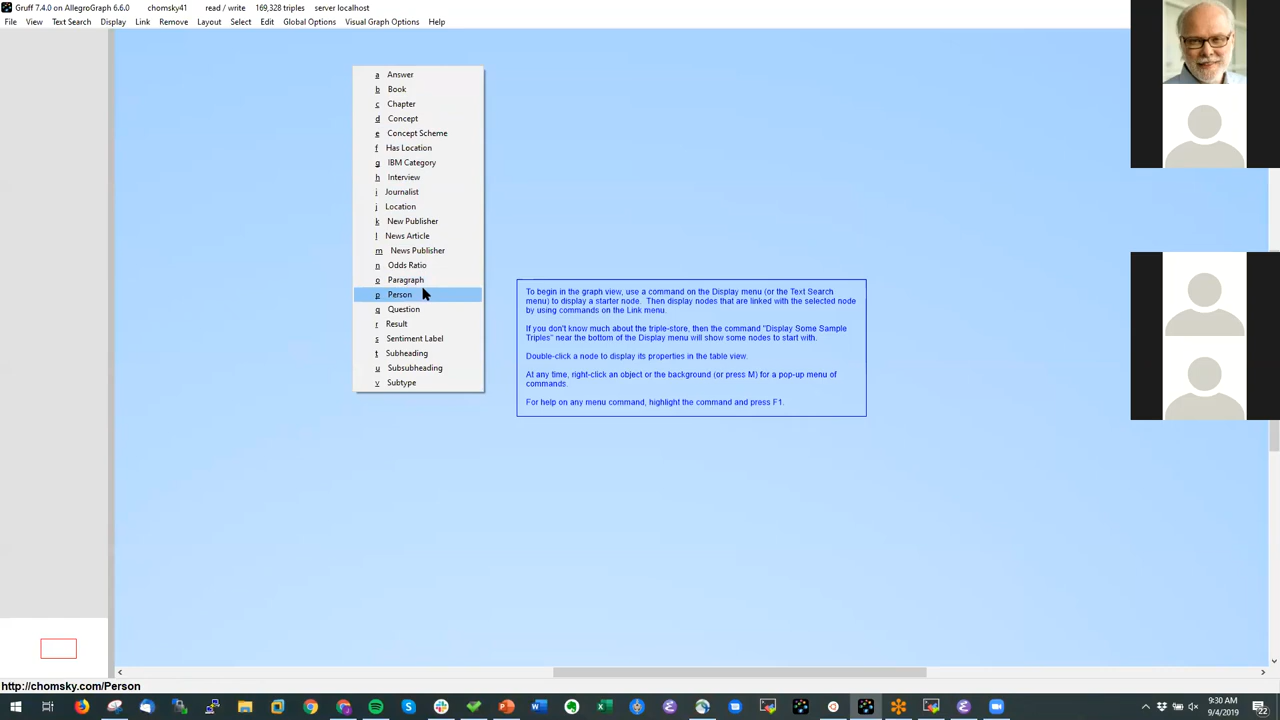 Gruff 7.4.0 on AllegroGraph 6.6.0 chomsky41 read / write 169,328 triples server localhost
File View Text Search Display Link Remove Layout Select Edit Global Options Visual Graph Options Help
a Answer
b Book
c Chapter
d Concept
e Concept Scheme
f Has Location
g IBM Category
h Interview
i Journalist
j Location
k New Publisher
l News Article
m News Publisher
n Odds Ratio
o Paragraph
p Person
q Question
r Result
s Sentiment Label
t Subheading
u Subsubheading
v Subtype
To begin in the graph view, use a command on the Display menu (or the Text Search
menu) to display a starter node. Then display nodes that are linked with the selected node
by using commands on the Link menu.
If you don't know much about the triple-store, then the command "Display Some Sample
Triples" near the bottom of the Display menu will show some nodes to start with.
Double-click a node to display its properties in the table view.
At any time, right-click an object or the background (or press M) for a pop-up menu of
commands.
For help on any menu command, highlight the command and press F1.
http://chomsky.com/Person
9:30 AM
9/4/2019